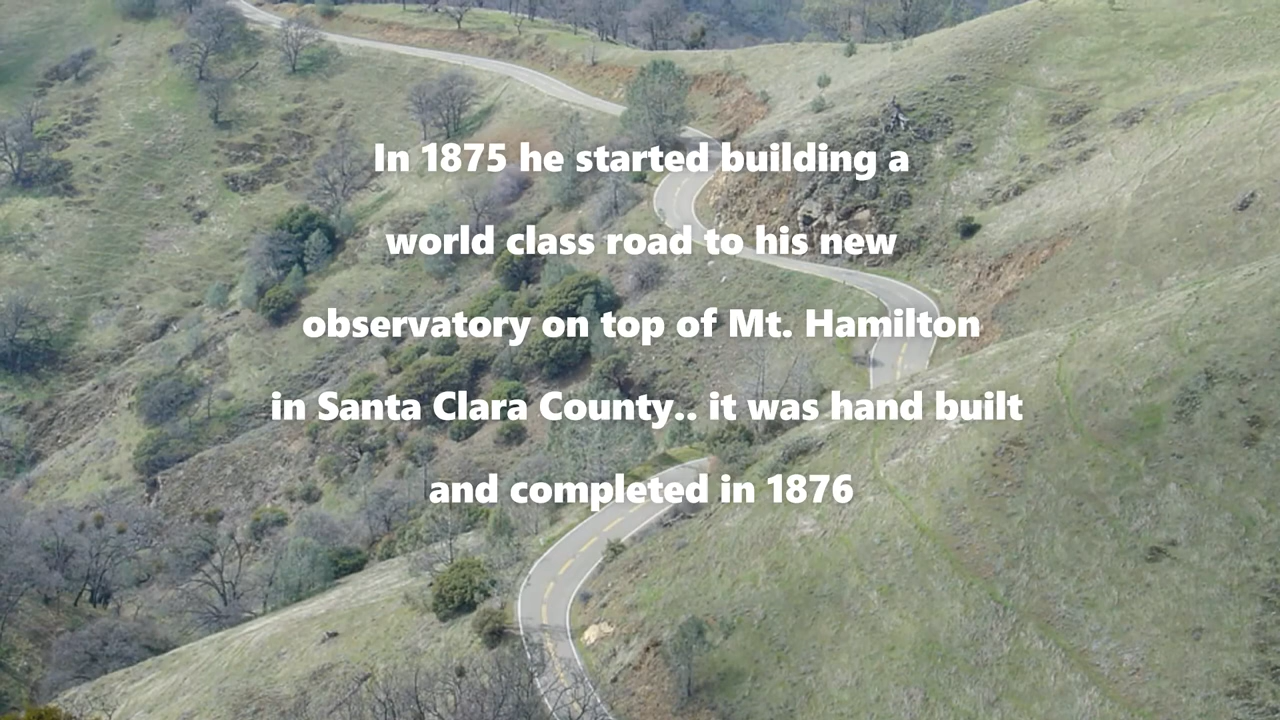 In 1875 he started building a
world class road to his new
observatory on top of Mt. Hamilton
in Santa Clara County.. it was hand built
and completed in 1876